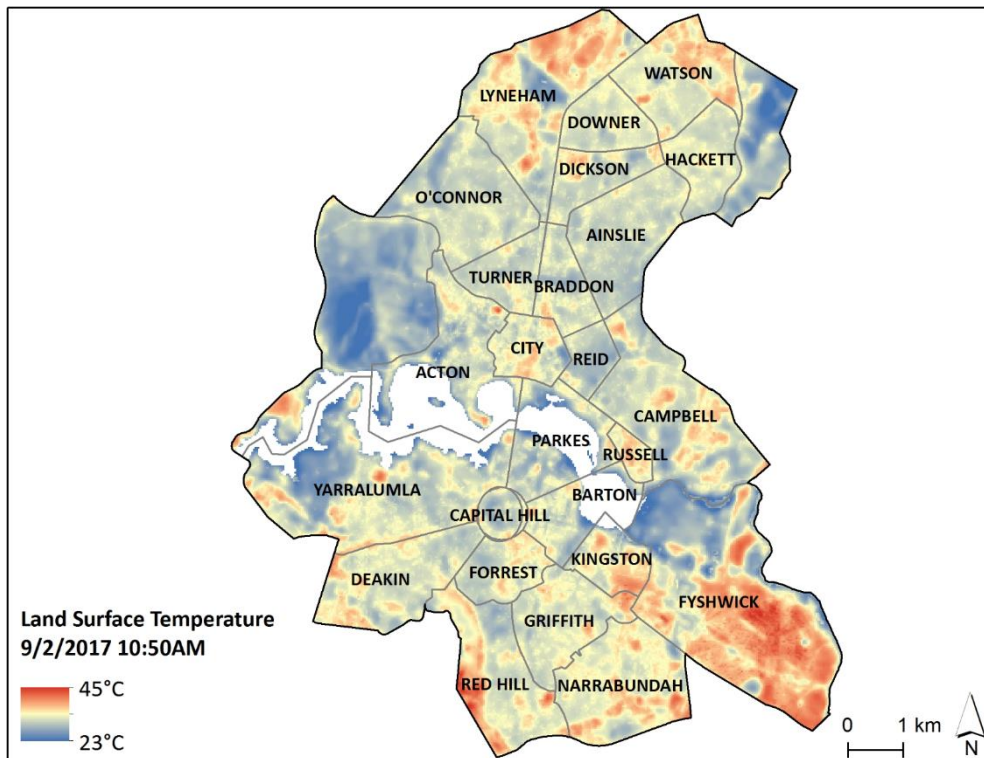 WATSON
LYNEHAM
DOWNER
DICKSON
HACKETT
O'CONNOR
AINSLIE
TURNER
BRADDON
CITY
REID
ACTON
CAMPBELL
PARKES
RUSSELL
YARRALUMLA
BARTON
CAPITAL HILL
KINGSTON
DEAKIN
FORREST
FYSHWICK
GRIFFITH
RED HILL
NARRABUNDAH
Land Surface Temperature
9/2/2017 10:50AM
45°C
23°C
0 1 km
N